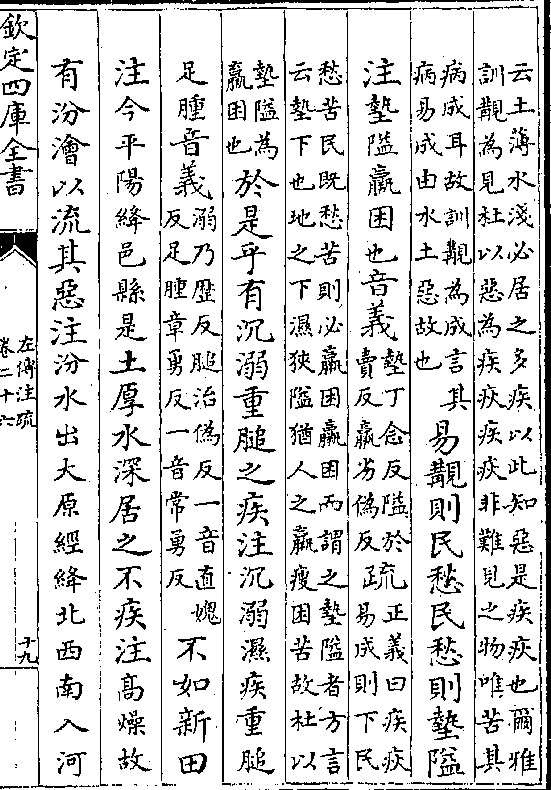 云土薄水淺必居之多疾以此知惡是疾疢也爾雅
訓覯為見杜以惡為疾疢疾疢非難見之物唯苦其
病成耳故訓覯為成言其
病易成由水土惡故也
易覯則民愁民愁則墊隘
注墊隘羸困也音義
墊丁念反隘於
賣反羸劣偽反
疏
正義曰疾疢
易成則下民
愁苦民既愁苦則必羸困羸困而謂之墊隘者方言
云墊下也地之下濕狹隘猶人之羸瘦困苦故杜以
墊隘為
羸困也
於是乎有沉溺重膇之疾注沉溺濕疾重膇
足腫音義
溺乃歴反膇治偽反一音直媿
反足腫章勇反一音常勇反
不如新田
注今平陽絳邑縣是土厚水深居之不疾注高燥故
有汾澮以流其惡注汾水出大原經絳北西南入河
欽定四庫全書
左傳注疏
卷二十六
十九